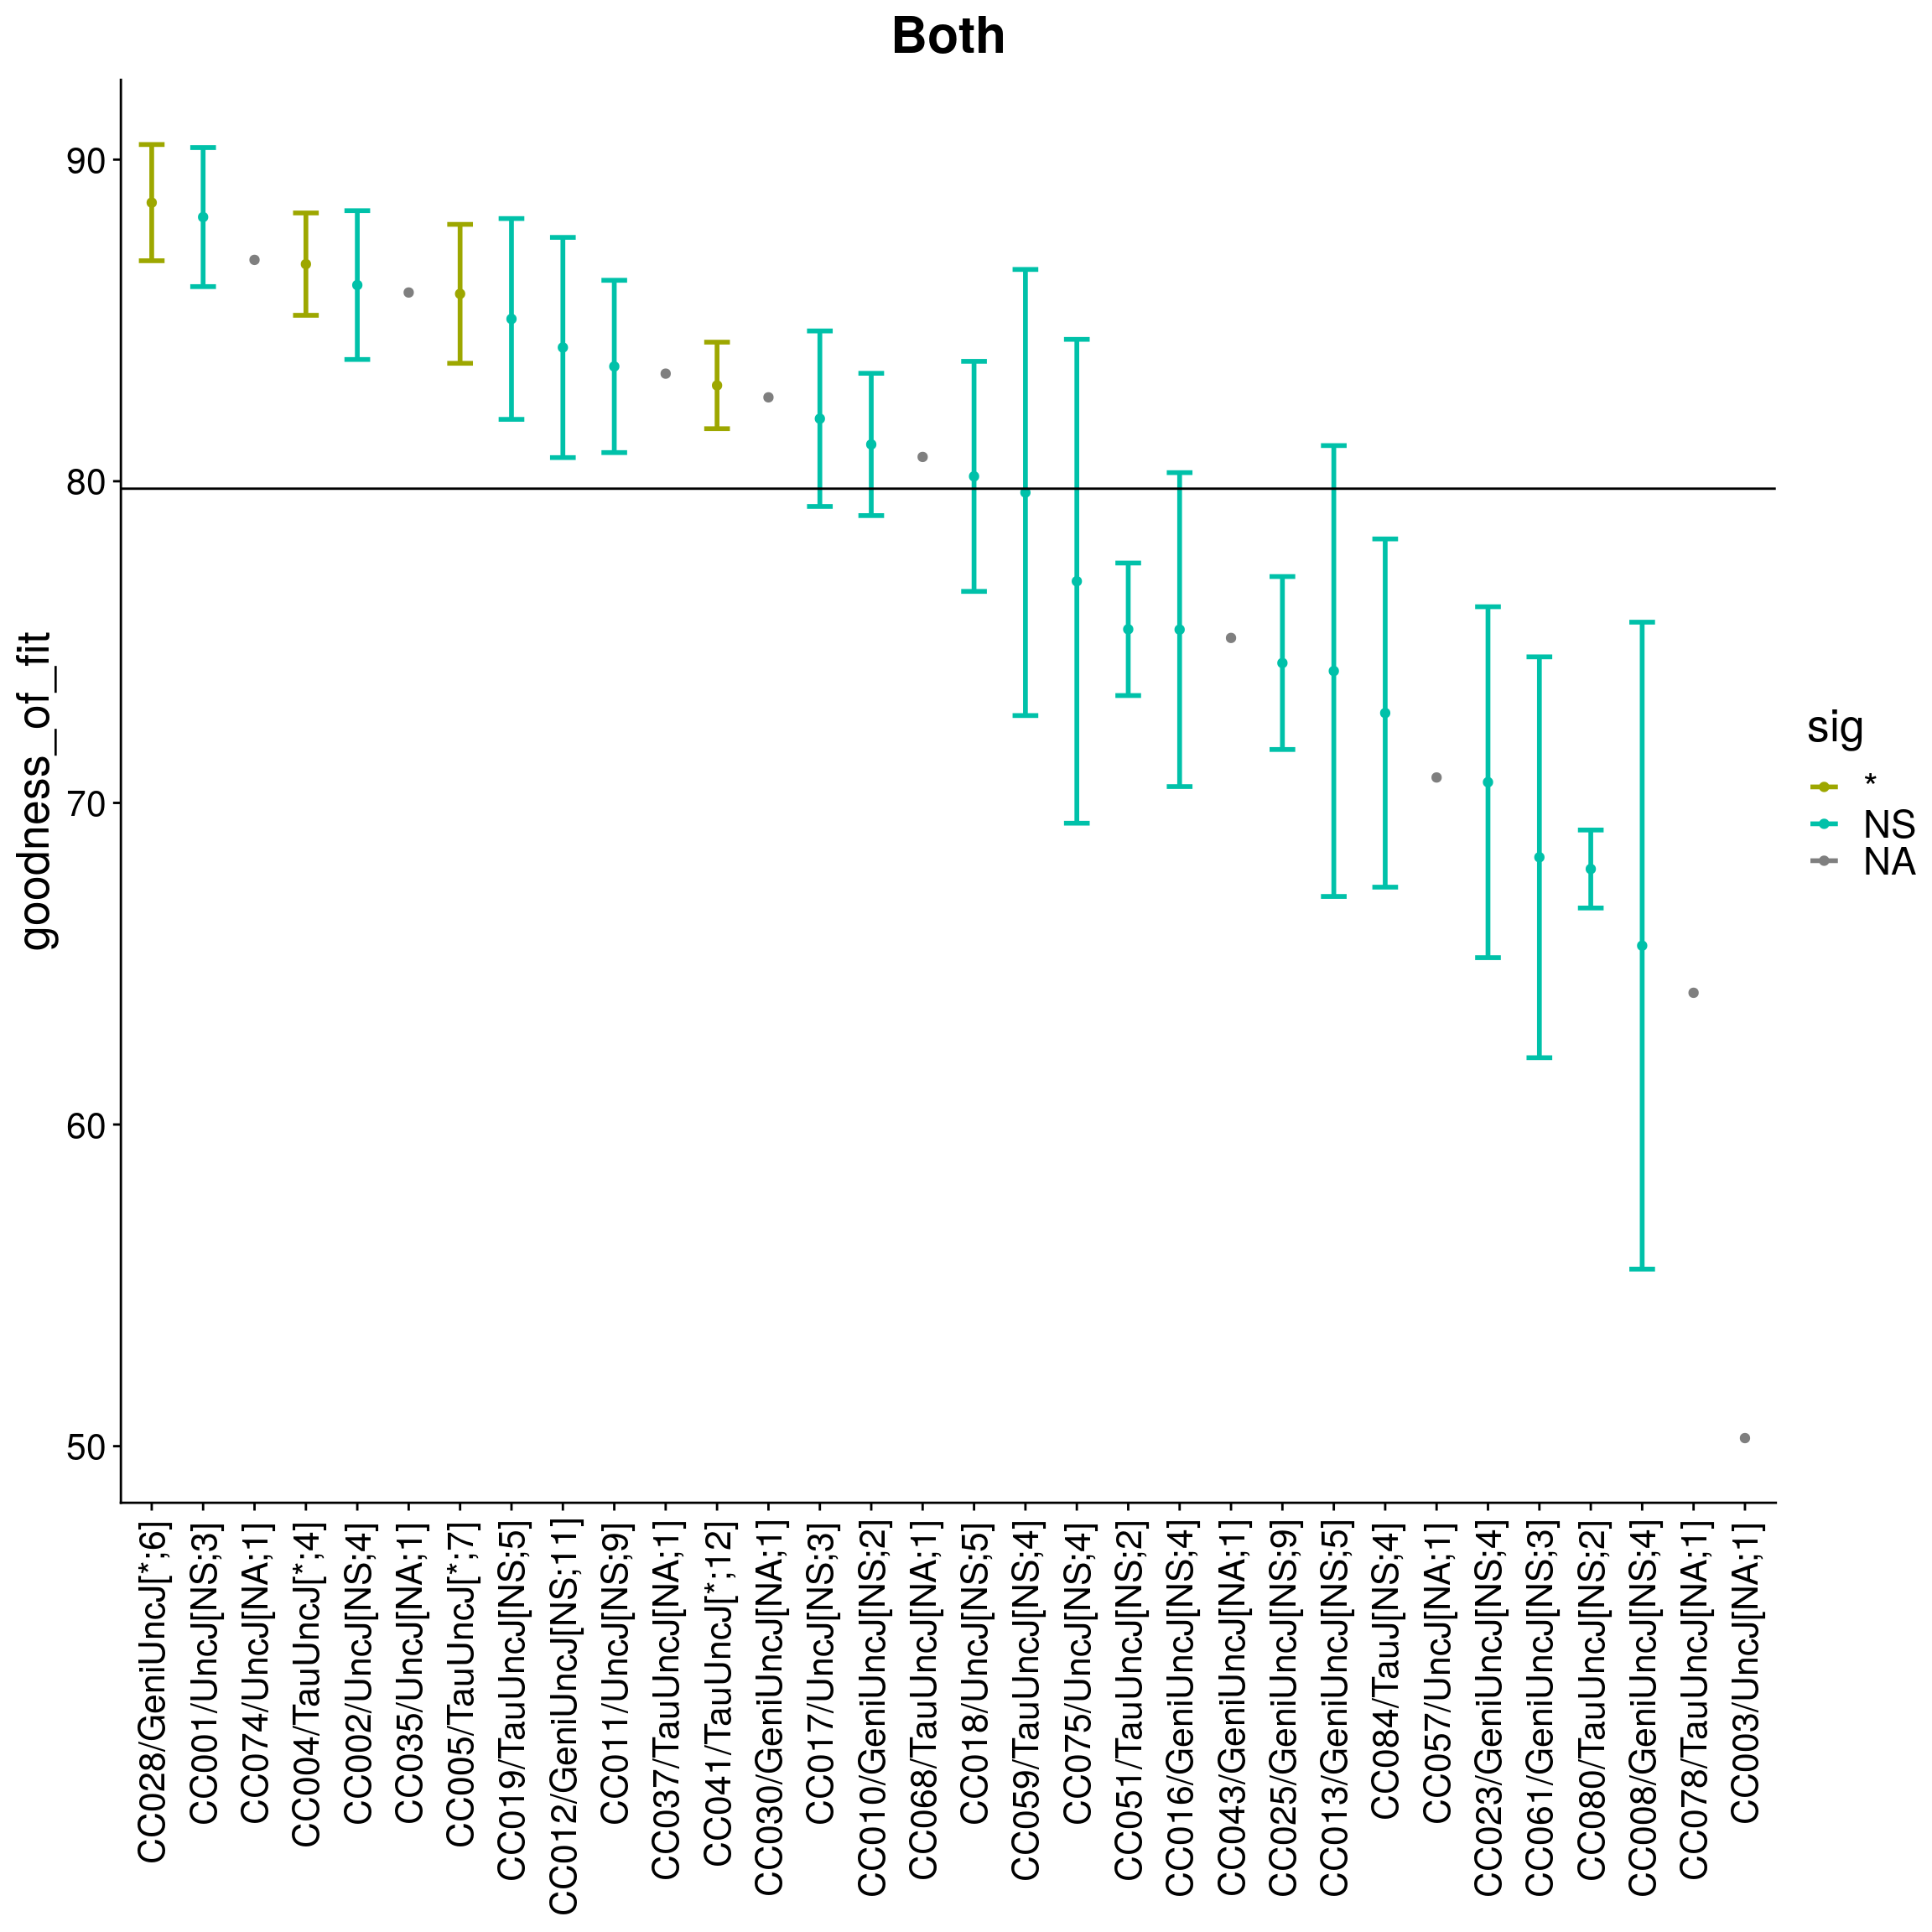 Both
goodness_of_fit
90
80
70
60
50
CC028/GeniUncJ[*;6]
CC001/UncJ[NS;3]
CC074/UncJ[NA;1]
CC004/TauUncJ[*;4]
CC002/UncJ[NS;4]
CC035/UncJ[NA;1]
CC005/TauUncJ[*;7]
CC019/TauUncJ[NS;5]
CC012/GeniUncJ[NS;11]
CC011/UncJ[NS;9]
CC037/TauUncJ[NA;1]
CC041/TauUncJ[*;12]
CC030/GeniUncJ[NA;1]
CC017/UncJ[NS;3]
CC010/GeniUncJ[NS;2]
CC068/TauUncJ[NA;1]
CC018/UncJ[NS;5]
CC059/TauUncJ[NS;4]
CC075/UncJ[NS;4]
CC051/TauUncJ[NS;2]
CC016/GeniUncJ[NS;4]
CC043/GeniUncJ[NA;1]
CC025/GeniUncJ[NS;9]
CC013/GeniUncJ[NS;5]
CC084/TauJ[NS;4]
CC057/UncJ[NA;1]
CC023/GeniUncJ[NS;4]
CC061/GeniUncJ[NS;3]
CC080/TauUncJ[NS;2]
CC008/GeniUncJ[NS;4]
CC078/TauUncJ[NA;1]
CC003/UncJ[NA;1]
sig
*
NS
NA